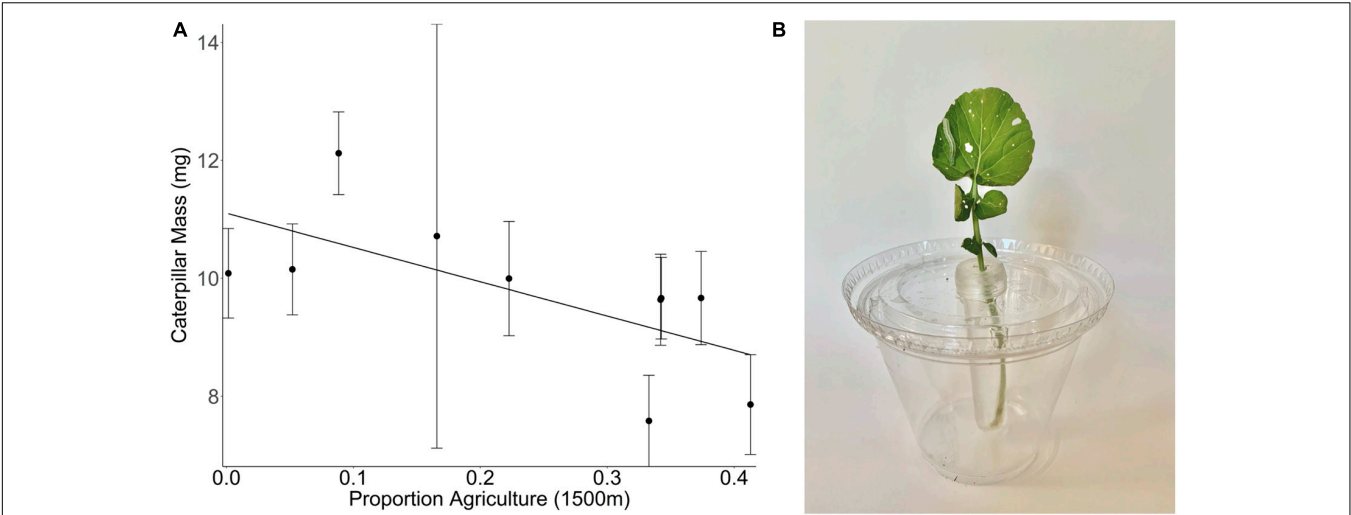 A
B
14
12
10
8
Caterpillar Mass (mg)
0.0 0.1 0.2 0.3 0.4
Proportion Agriculture (1500m)